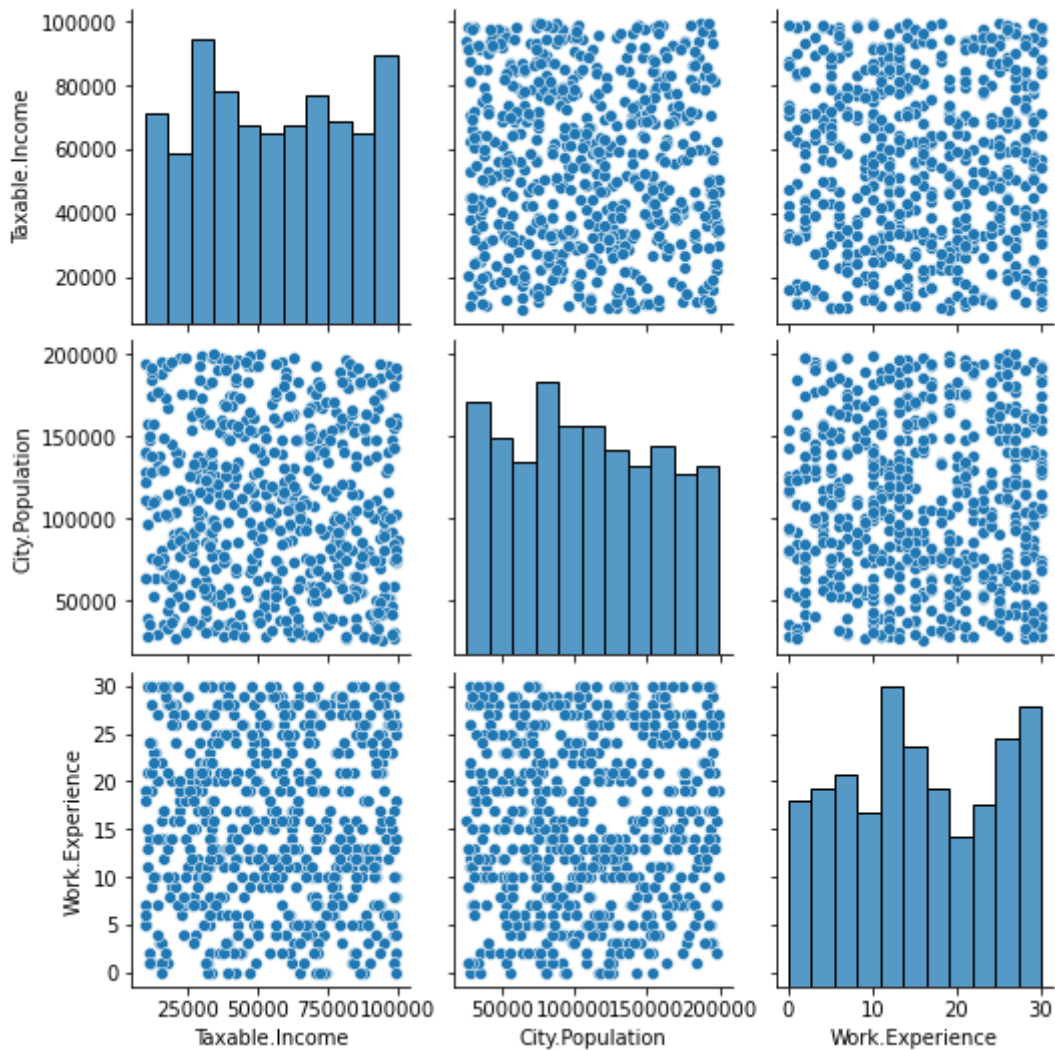 100000
80000
60000
40000
20000
Taxable.Income
200000
150000
100000
50000
City.Population
30
25
20
15
10
5
0
Work.Experience
25000 50000 75000 100000
50000 100000 150000 200000
0 10 20 30
Taxable.Income City.Population Work.Experience